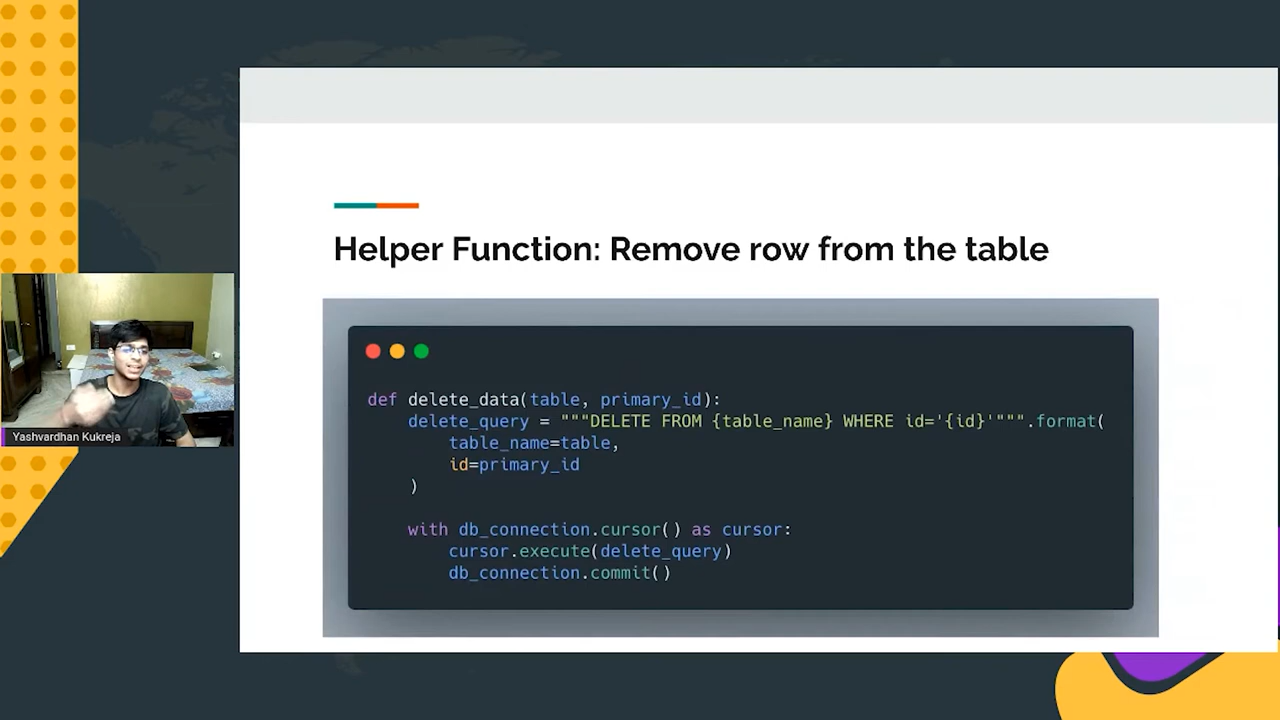 Helper Function: Remove row from the table
def delete_data(table, primary_id):
    delete_query = """DELETE FROM {table_name} WHERE id='{id}'""".format(
        table_name=table,
        id=primary_id
    )
    with db_connection.cursor() as cursor:
        cursor.execute(delete_query)
        db_connection.commit()
Yashvardhan Kukreja